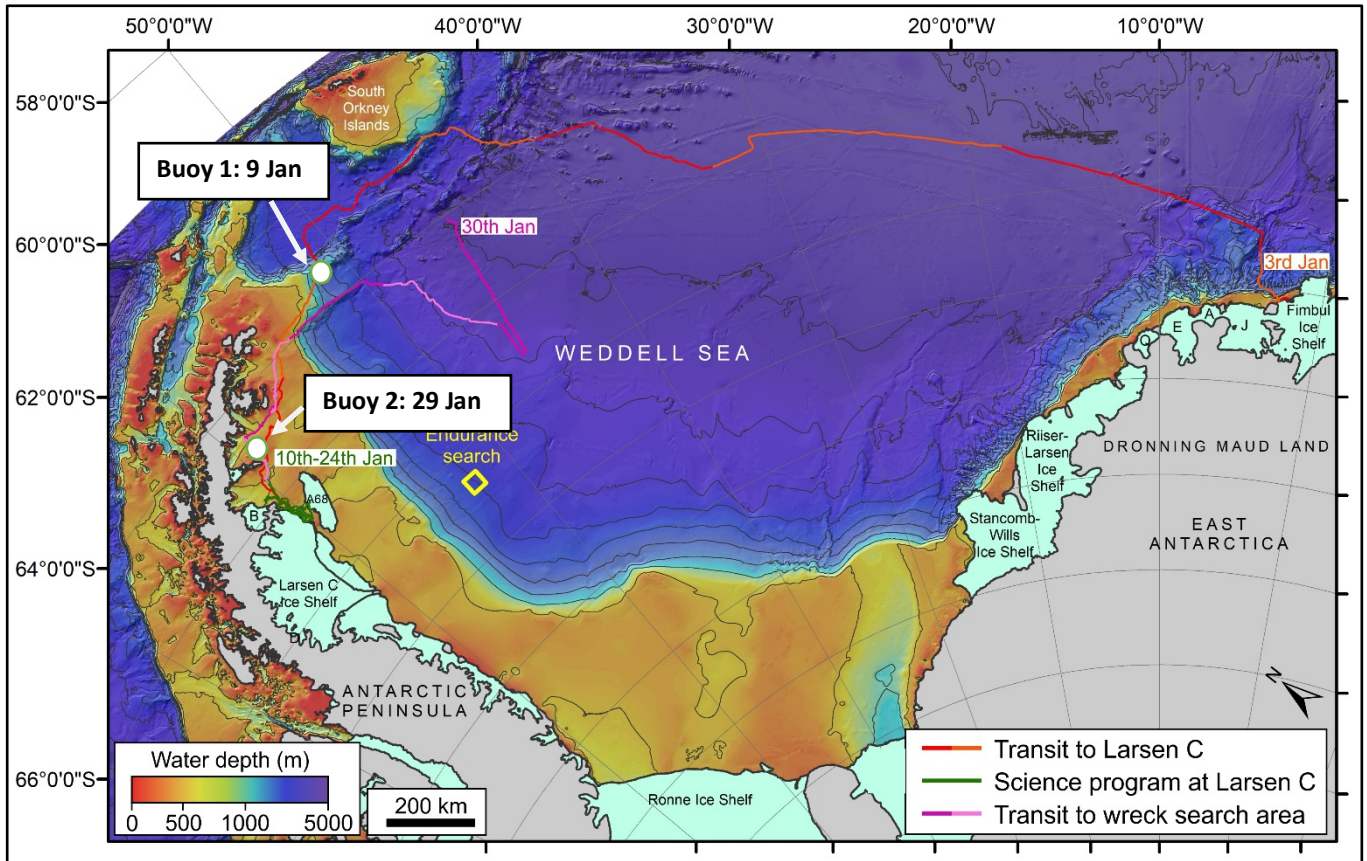 50°0'0"W
40°0'0"W
30°0'0"W
20°0'0"W
10°0'0"W
58°0'0"S
60°0'0"S
62°0'0"S
64°0'0"S
66°0'0"S
South
Orkney
Islands
Buoy 1: 9 Jan
30th Jan
3rd Jan
Fimbul
Ice
Shelf
J
A
E
Q
WEDDELL SEA
Buoy 2: 29 Jan
Endurance
search
10th-24th Jan
A68
B
Riiser-
Larsen
Ice
Shelf
DRONNING MAUD LAND
Stancomb-
Wills
Ice Shelf
EAST
ANTARCTICA
Larsen C
Ice Shelf
D
ANTARCTIC
PENINSULA
Ronne Ice Shelf
N
Water depth (m)
0 500 1000 5000
200 km
Transit to Larsen C
Science program at Larsen C
Transit to wreck search area